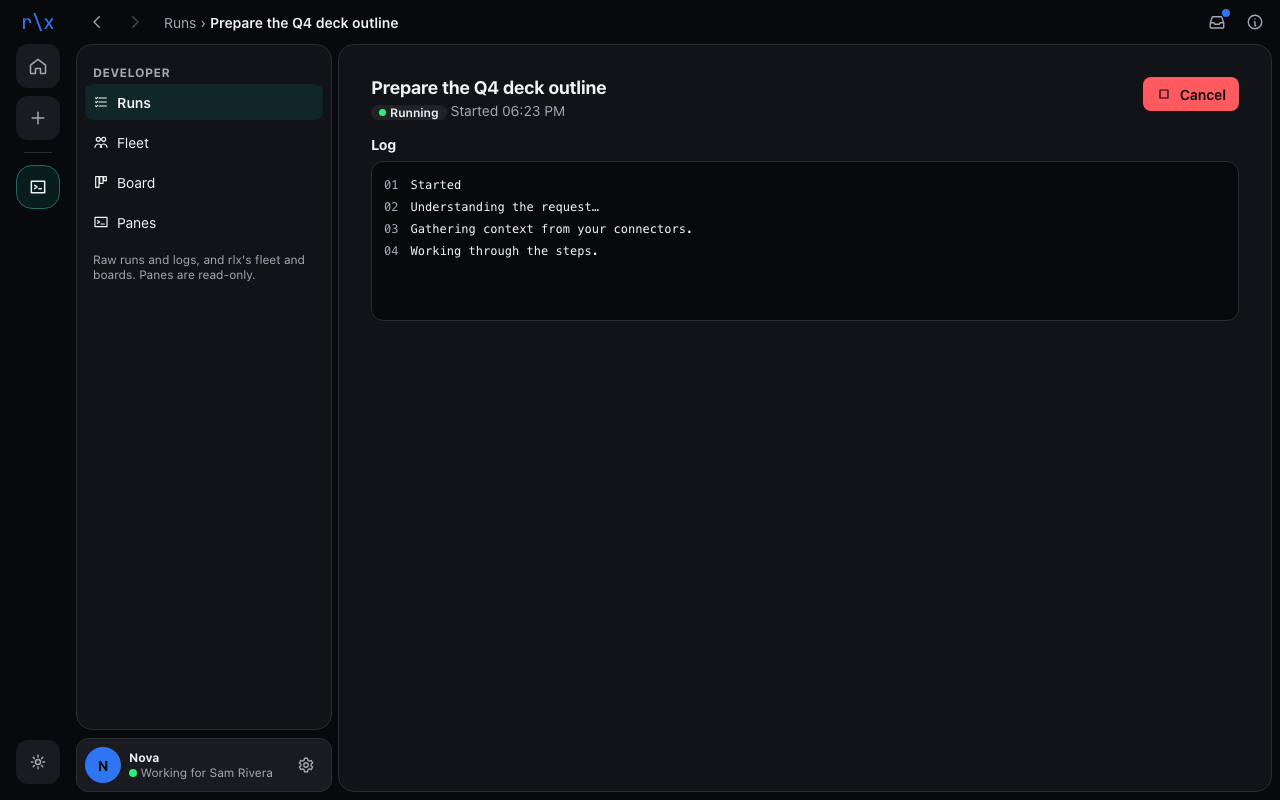 r\x
Runs › Prepare the Q4 deck outline
DEVELOPER
Runs
Fleet
Board
Panes
Raw runs and logs, and rlx's fleet and
boards. Panes are read-only.
N
Nova
Working for Sam Rivera
Prepare the Q4 deck outline
Running Started 06:23 PM
Cancel
Log
01 Started
02 Understanding the request…
03 Gathering context from your connectors.
04 Working through the steps.